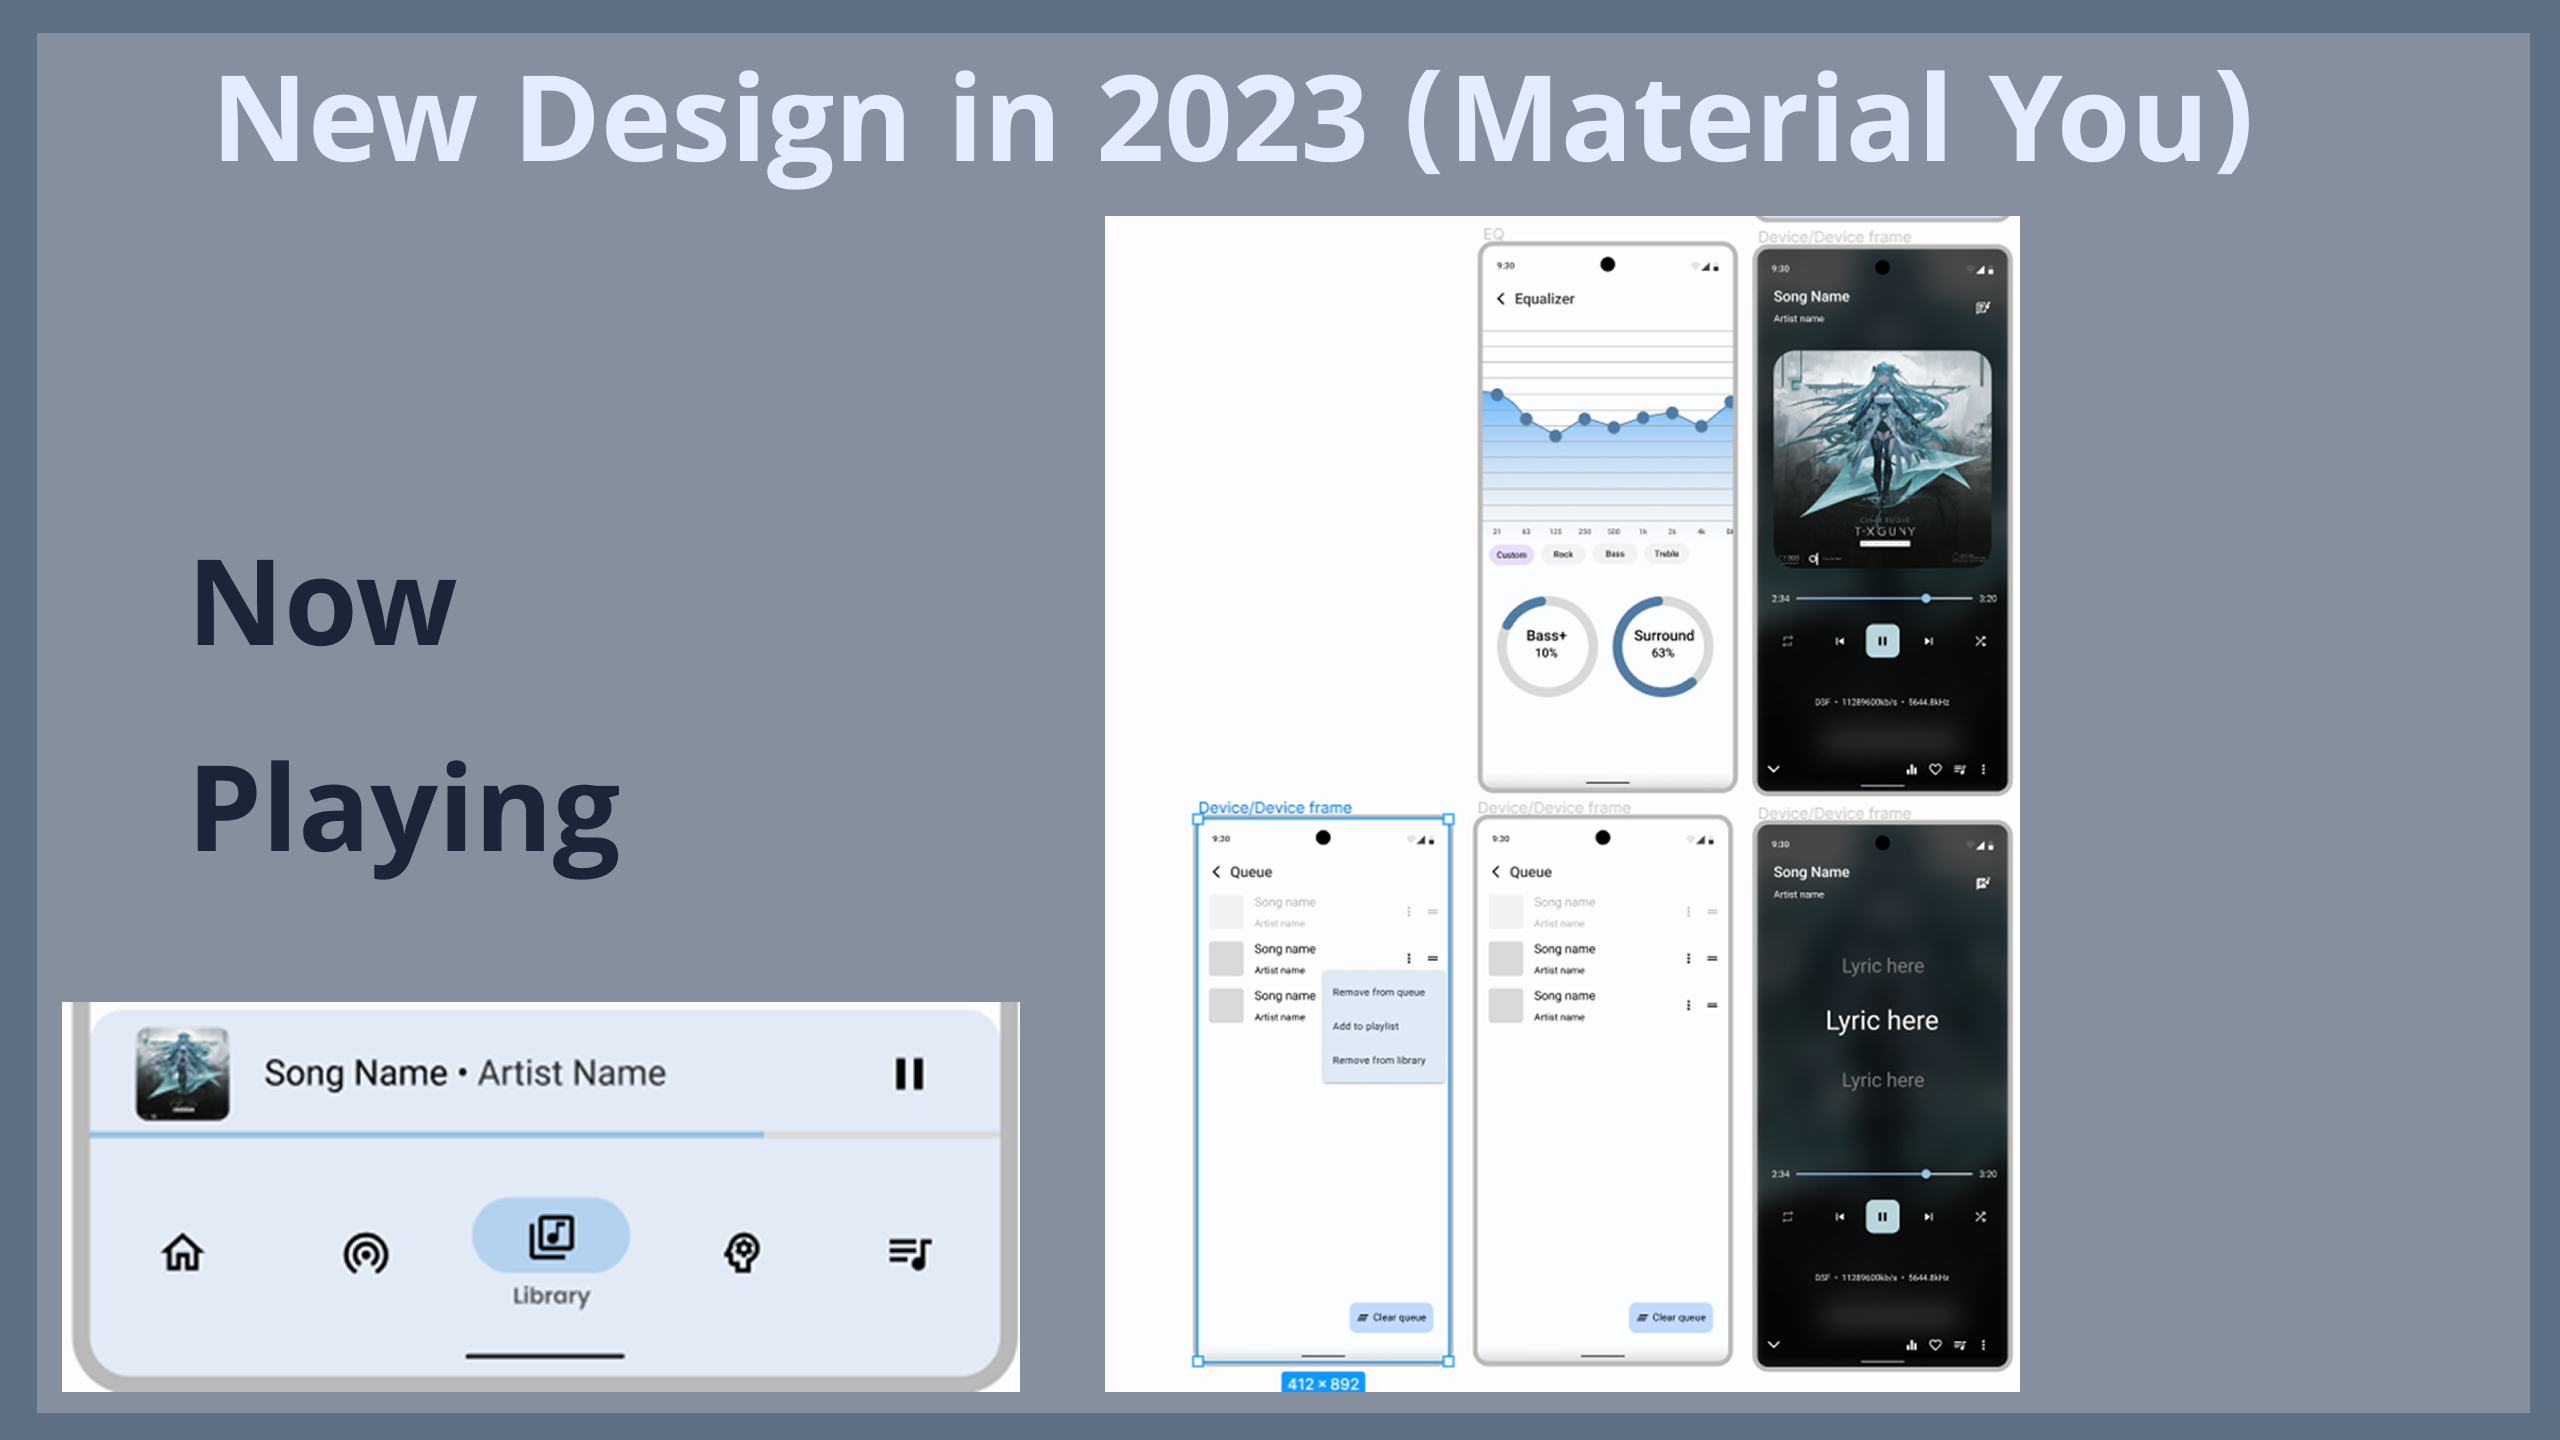 New Design in 2023 (Material You)
Now
Playing
Song Name • Artist Name
Library
EQ
9:30
Equalizer
31 63 125 250 500 1k 2k 4k
Custom Rock Bass Treble
Bass+
10%
Surround
63%
Device/Device frame
9:30
Song Name
Artist name
T-XGUNY
2:34 3:20
DSF • 11289600kb/s • 5644.8kHz
Device/Device frame
9:30
Queue
Song name
Artist name
Song name
Artist name
Song name
Artist name
Remove from queue
Add to playlist
Remove from library
Clear queue
412 × 892
Device/Device frame
9:30
Queue
Song name
Artist name
Song name
Artist name
Song name
Artist name
Clear queue
Device/Device frame
9:30
Song Name
Artist name
Lyric here
Lyric here
Lyric here
2:34 3:20
DSF • 11289600kb/s • 5644.8kHz